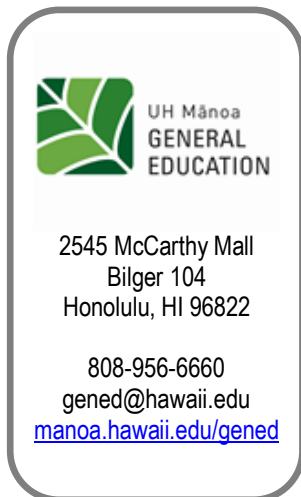 UH Mānoa
GENERAL
EDUCATION
2545 McCarthy Mall
Bilger 104
Honolulu, HI 96822
808-956-6660
gened@hawaii.edu
manoa.hawaii.edu/gened